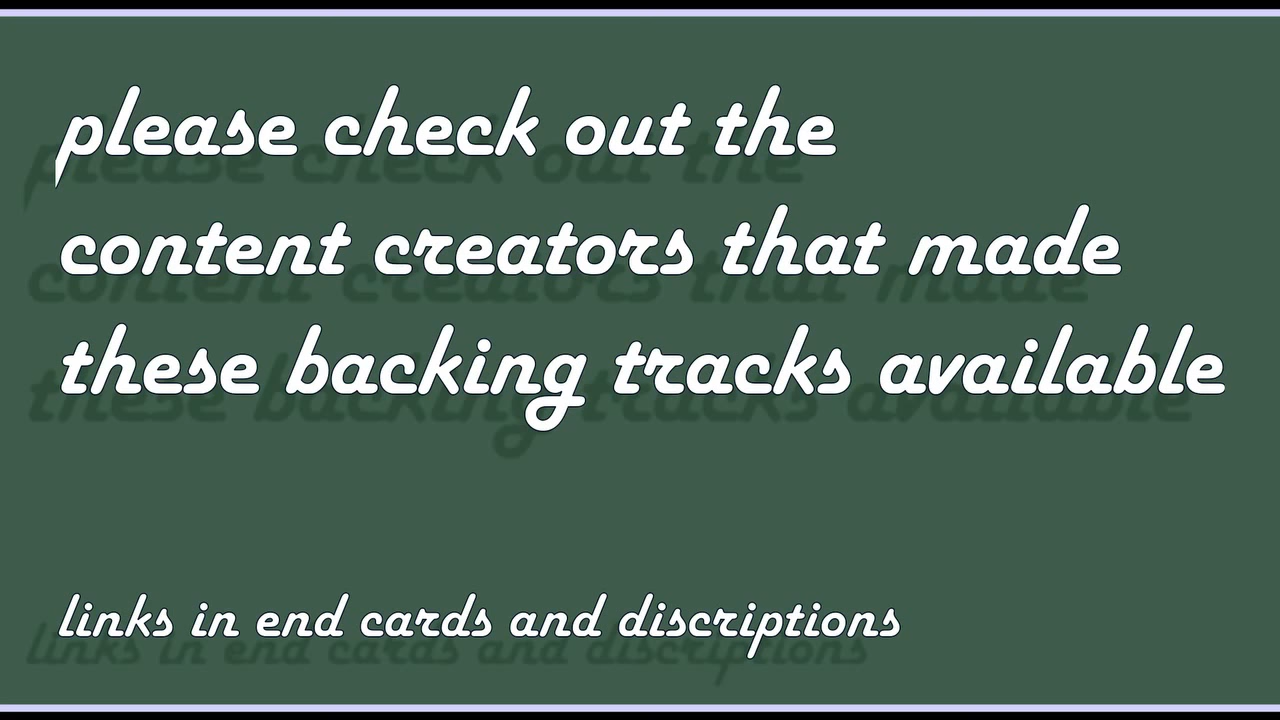 please check out the
content creators that made
these backing tracks available
links in end cards and discriptions